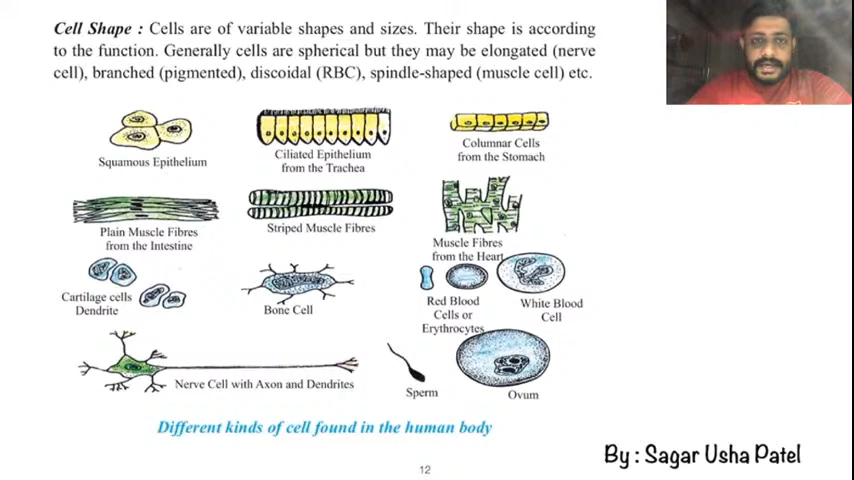 Cell Shape : Cells are of variable shapes and sizes. Their shape is according
to the function. Generally cells are spherical but they may be elongated (nerve
cell), branched (pigmented), discoidal (RBC), spindle-shaped (muscle cell) etc.
Squamous Epithelium
Ciliated Epithelium
from the Trachea
Columnar Cells
from the Stomach
Plain Muscle Fibres
from the Intestine
Striped Muscle Fibres
Muscle Fibres
from the Heart
Cartilage cells
Dendrite
Bone Cell
Red Blood
Cells or
Erythrocytes
White Blood
Cell
Nerve Cell with Axon and Dendrites
Sperm
Ovum
Different kinds of cell found in the human body
12
By : Sagar Usha Patel